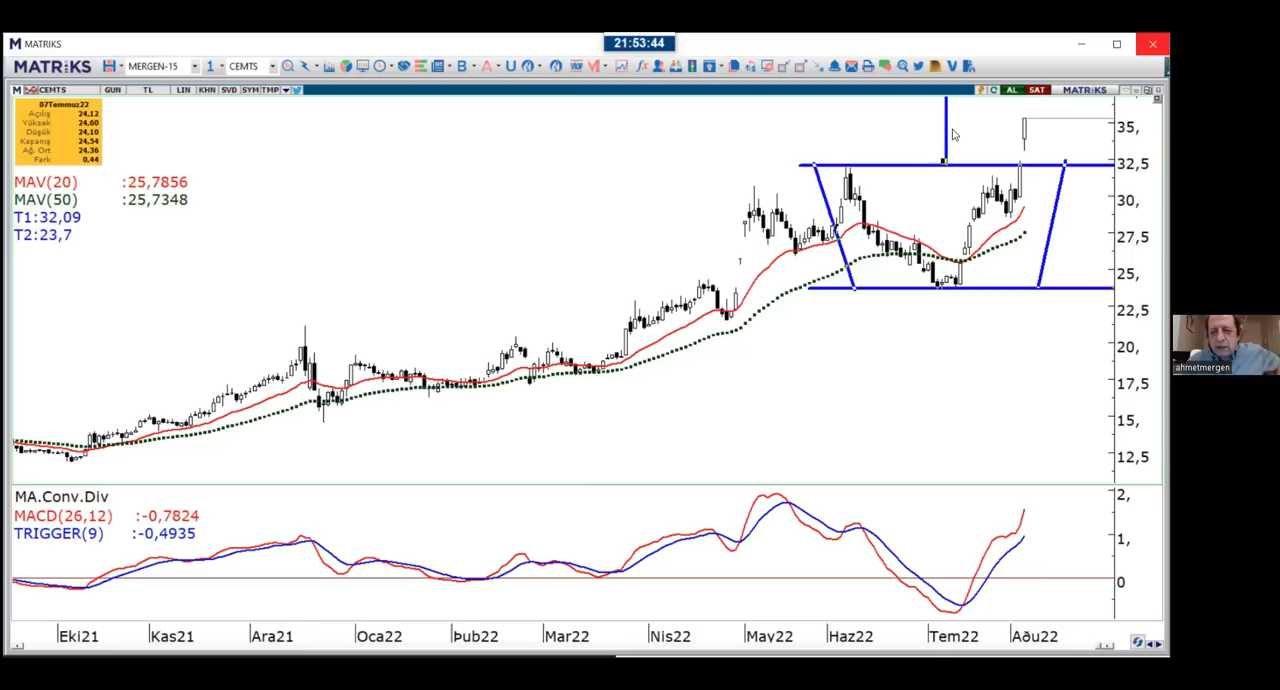 MATRIKS
21:53:44
MATRIKS MERGEN-15 1 CEMTS
CEMTS GUN TL LIN KHN SVD SYM TMP AL SAT MATRIKS
07Temmuz22
Açılış 24,12
Yüksek 24,60
Düşük 24,10
Kapanış 24,54
Ağ. Ort 24,36
Fark 0,44
MAV(20) :25,7856
MAV(50) :25,7348
T1:32,09
T2:23,7
35,
32,5
30,
27,5
25,
22,5
20,
17,5
15,
12,5
ahmetmergen
MA.Conv.Div
MACD(26,12) :-0,7824
TRIGGER(9) :-0,4935
2,
1,
0
Eki21 Kas21 Ara21 Oca22 Þub22 Mar22 Nis22 May22 Haz22 Tem22 Aðu22